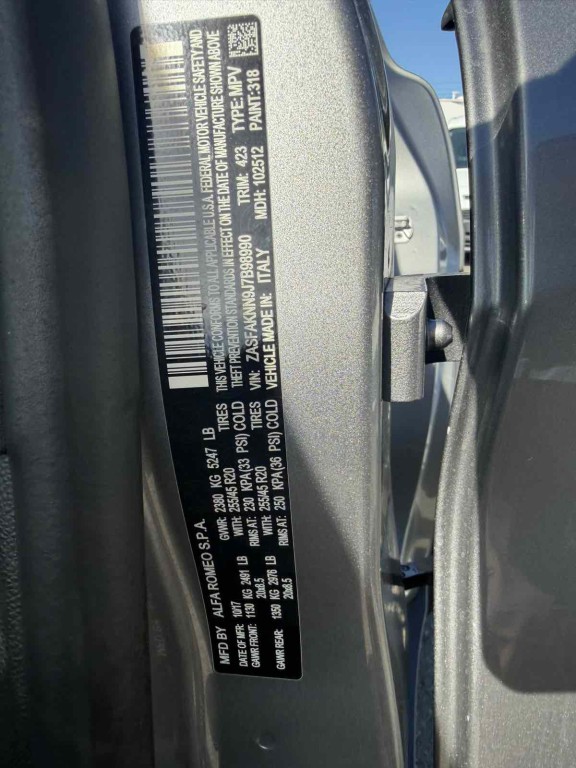 MFD BY ALFA ROMEO S.P.A.
DATE OF MFR: 10/17 GVWR: 2380 KG 5247 LB
GAWR FRONT: 1130 KG 2491 LB WITH: 255/45 R20 TIRES
20x8.5 RIMS AT: 230 KPA(33 PSI) COLD
GAWR REAR: 1350 KG 2976 LB WITH: 255/45 R20 TIRES
20x8.5 RIMS AT: 250 KPA(36 PSI) COLD
THIS VEHICLE CONFORMS TO ALL APPLICABLE U.S.A. FEDERAL MOTOR VEHICLE SAFETY AND
THEFT PREVENTION STANDARDS IN EFFECT ON THE DATE OF MANUFACTURE SHOWN ABOVE
VIN: ZASFAKNN9J7B98990 TRIM: 423 TYPE: MPV
VEHICLE MADE IN: ITALY MDH: 102512 PAINT: 318